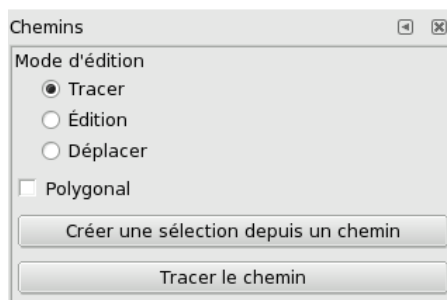 Chemins
Mode d'édition
Tracer
Édition
Déplacer
Polygonal
Créer une sélection depuis un chemin
Tracer le chemin